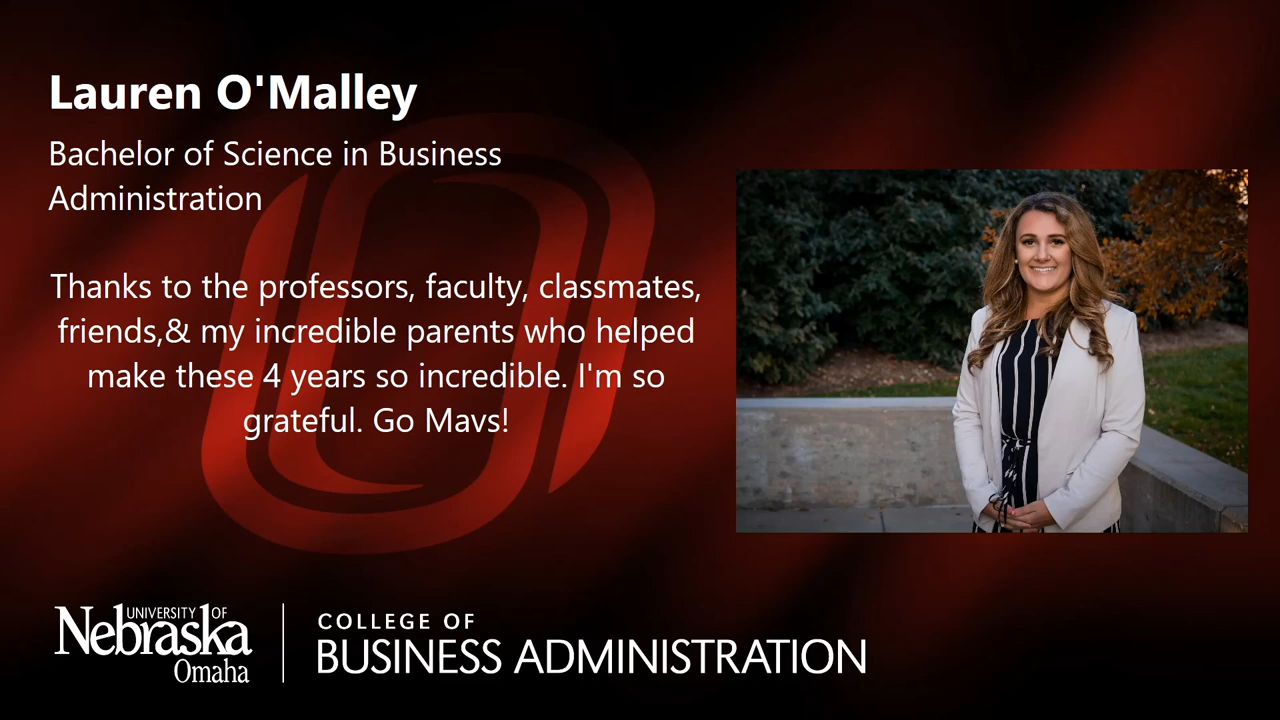 Lauren O'Malley
Bachelor of Science in Business
Administration
Thanks to the professors, faculty, classmates,
friends,& my incredible parents who helped
make these 4 years so incredible. I'm so
grateful. Go Mavs!
UNIVERSITY OF
Nebraska
Omaha
COLLEGE OF
BUSINESS ADMINISTRATION